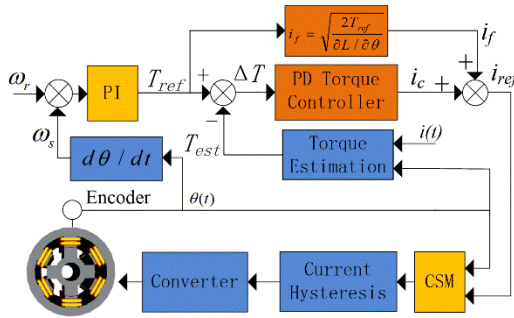 i_f = √(2T_ref / ∂L / ∂θ)
i_f
ω_r
PI
T_ref
+
ΔT
PD Torque
Controller
i_c
+
+
i_ref
−
ω_s
dθ / dt
T_est
Torque
Estimation
i(t)
Encoder
θ(t)
Converter
Current
Hysteresis
CSM